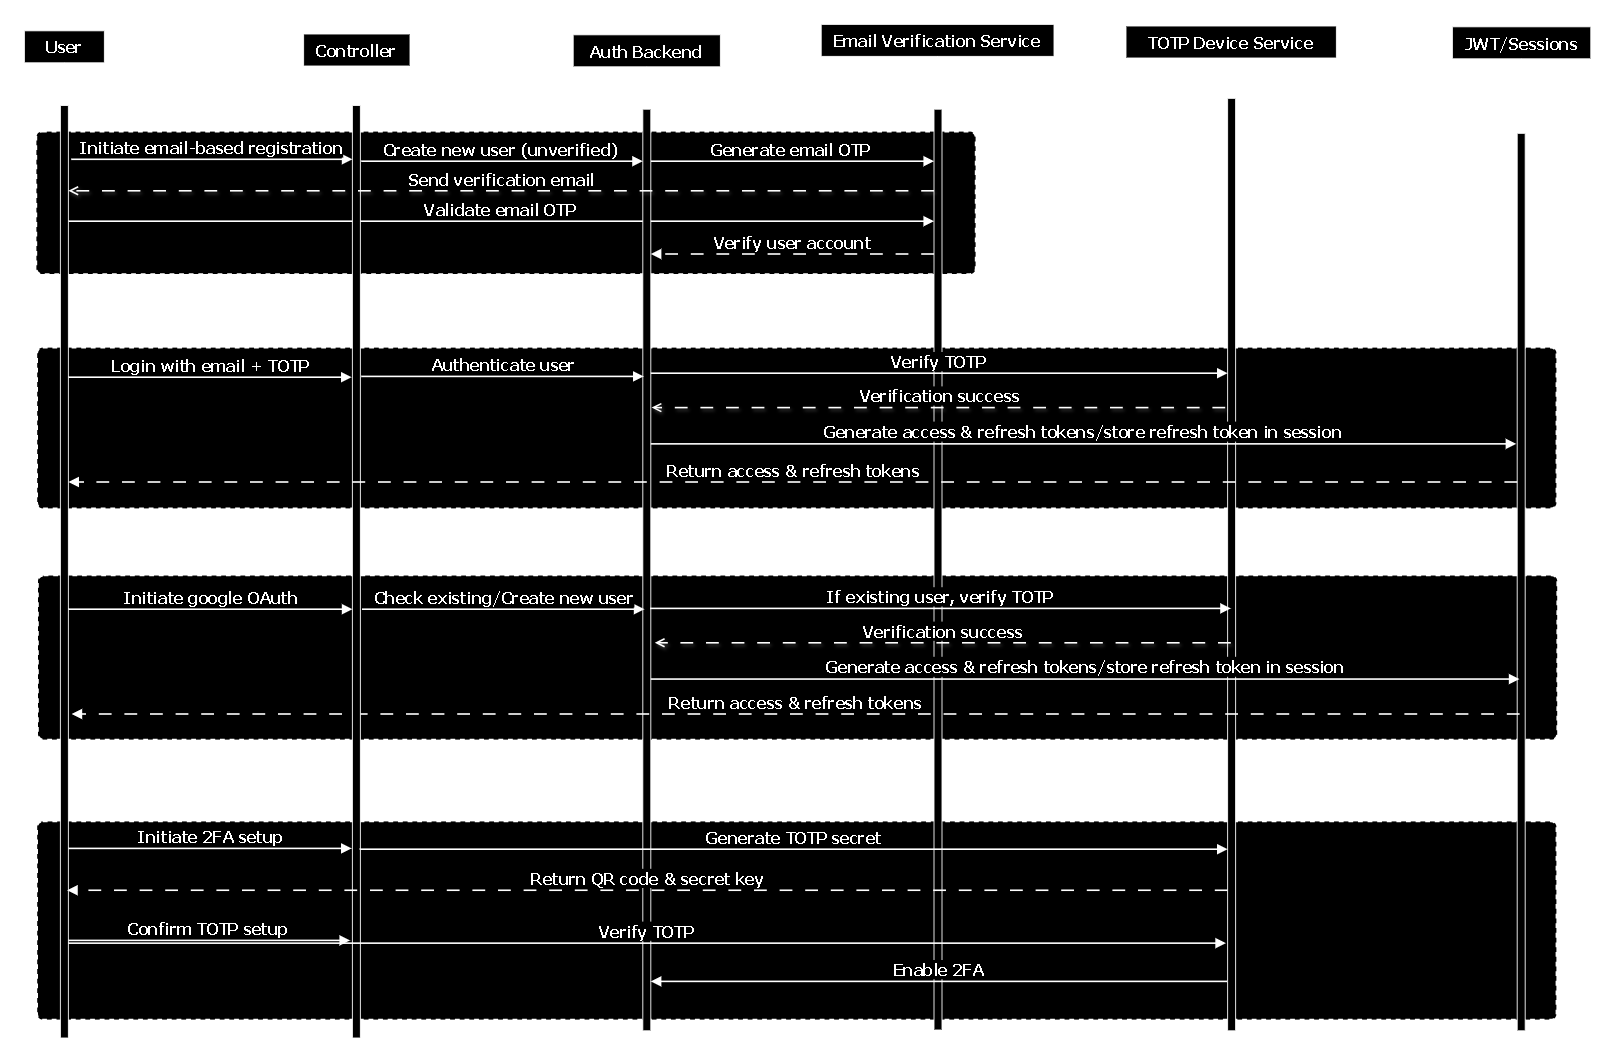 User
Controller
Auth Backend
Email Verification Service
TOTP Device Service
JWT/Sessions
Initiate email-based registration
Create new user (unverified)
Generate email OTP
Send verification email
Validate email OTP
Verify user account
Login with email + TOTP
Authenticate user
Verify TOTP
Verification success
Generate access & refresh tokens/store refresh token in session
Return access & refresh tokens
Initiate google OAuth
Check existing/Create new user
If existing user, verify TOTP
Verification success
Generate access & refresh tokens/store refresh token in session
Return access & refresh tokens
Initiate 2FA setup
Generate TOTP secret
Return QR code & secret key
Confirm TOTP setup
Verify TOTP
Enable 2FA